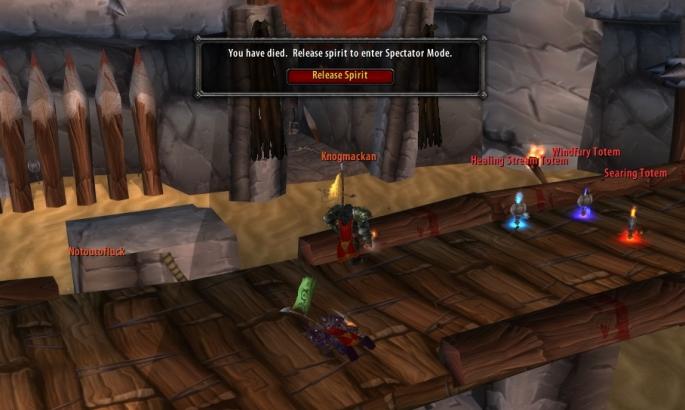 You have died. Release spirit to enter Spectator Mode.
Release Spirit
Knogmackan
Windfury Totem
Healing Stream Totem
Searing Totem
Notoutofluck